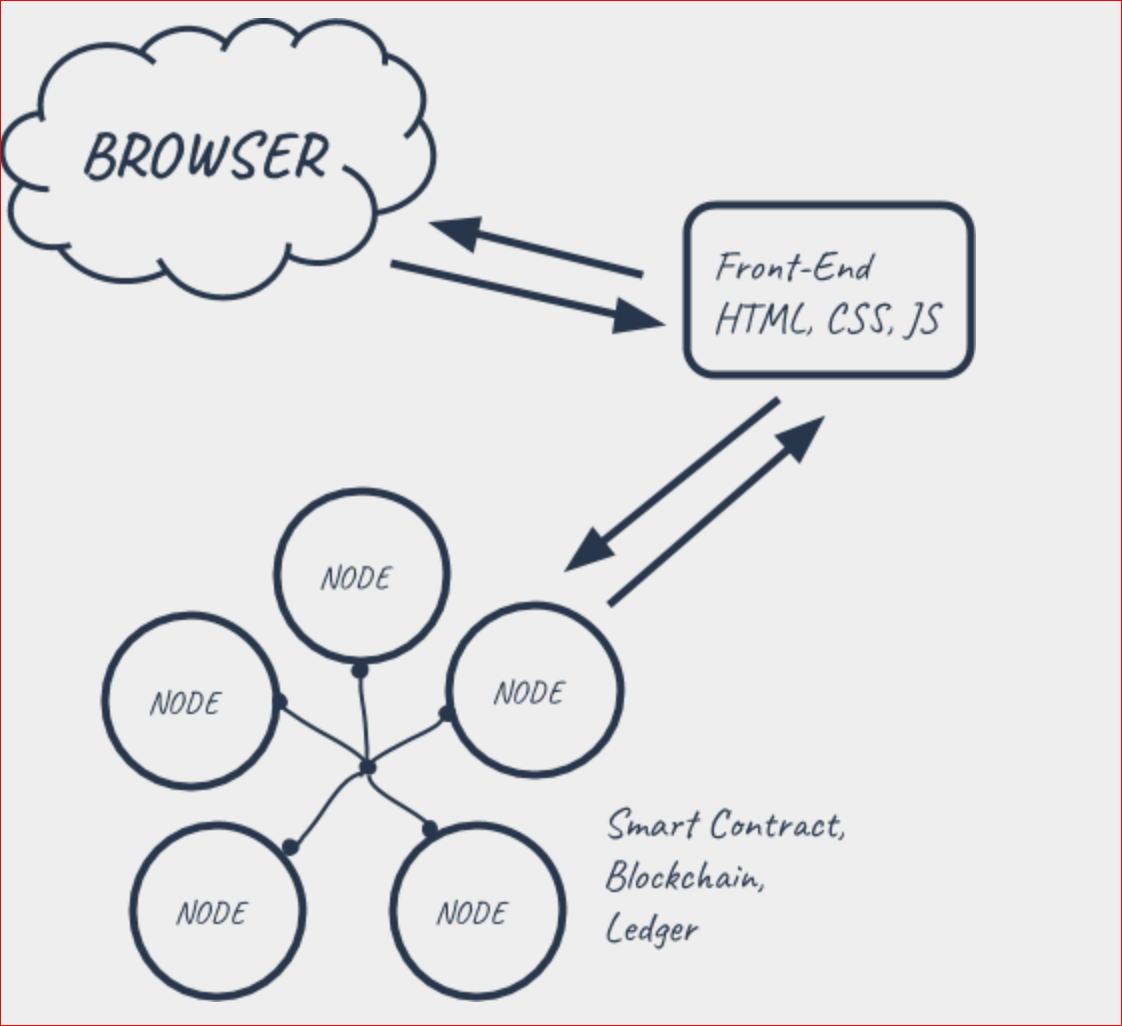 BROWSER
Front-End
HTML, CSS, JS
NODE
NODE
NODE
NODE
NODE
Smart Contract,
Blockchain,
Ledger